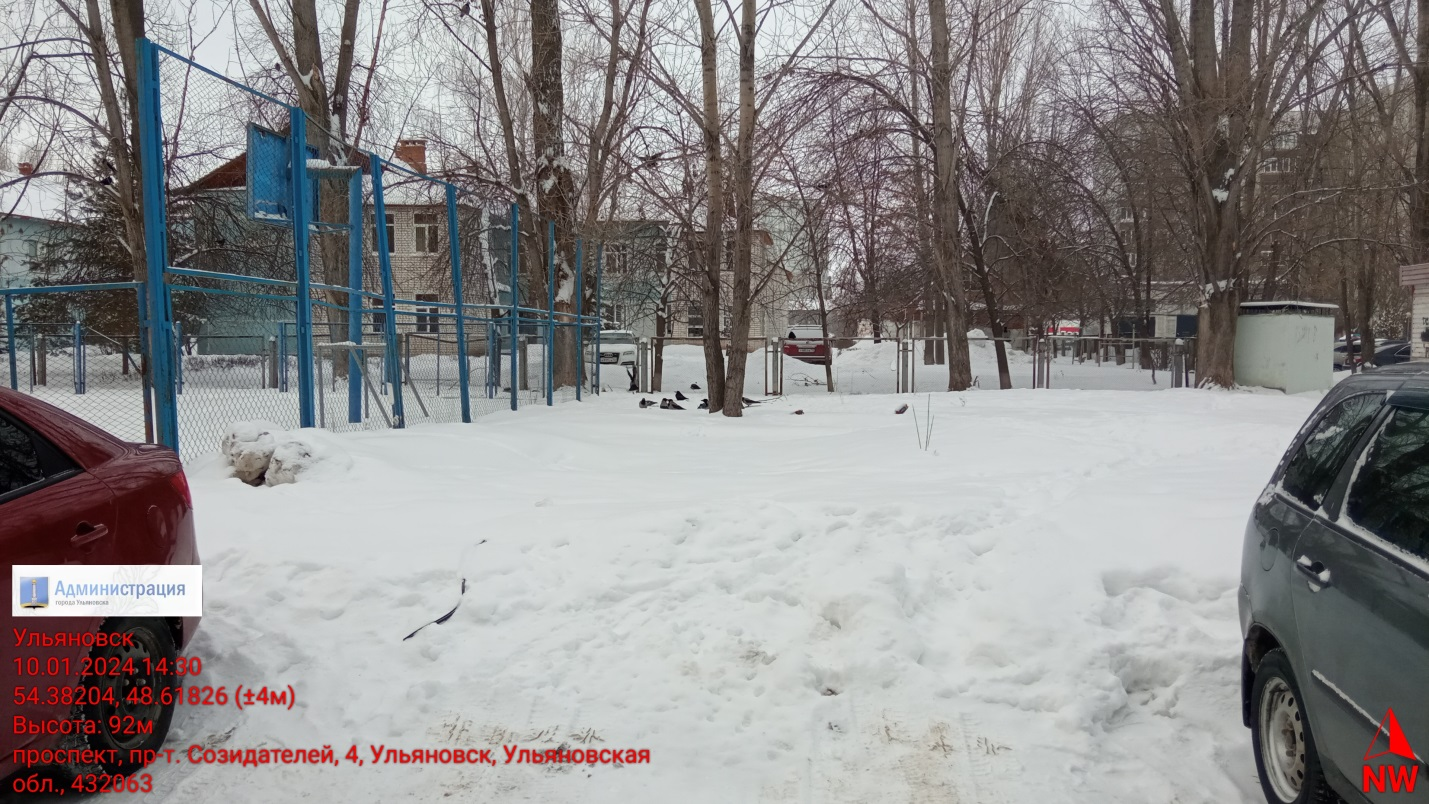 Администрация
города Ульяновска
Ульяновск
10.01.2024 14:30
54.38204, 48.61826 (±4м)
Высота: 92м
проспект, пр-т. Созидателей, 4, Ульяновск, Ульяновская
обл., 432063
NW